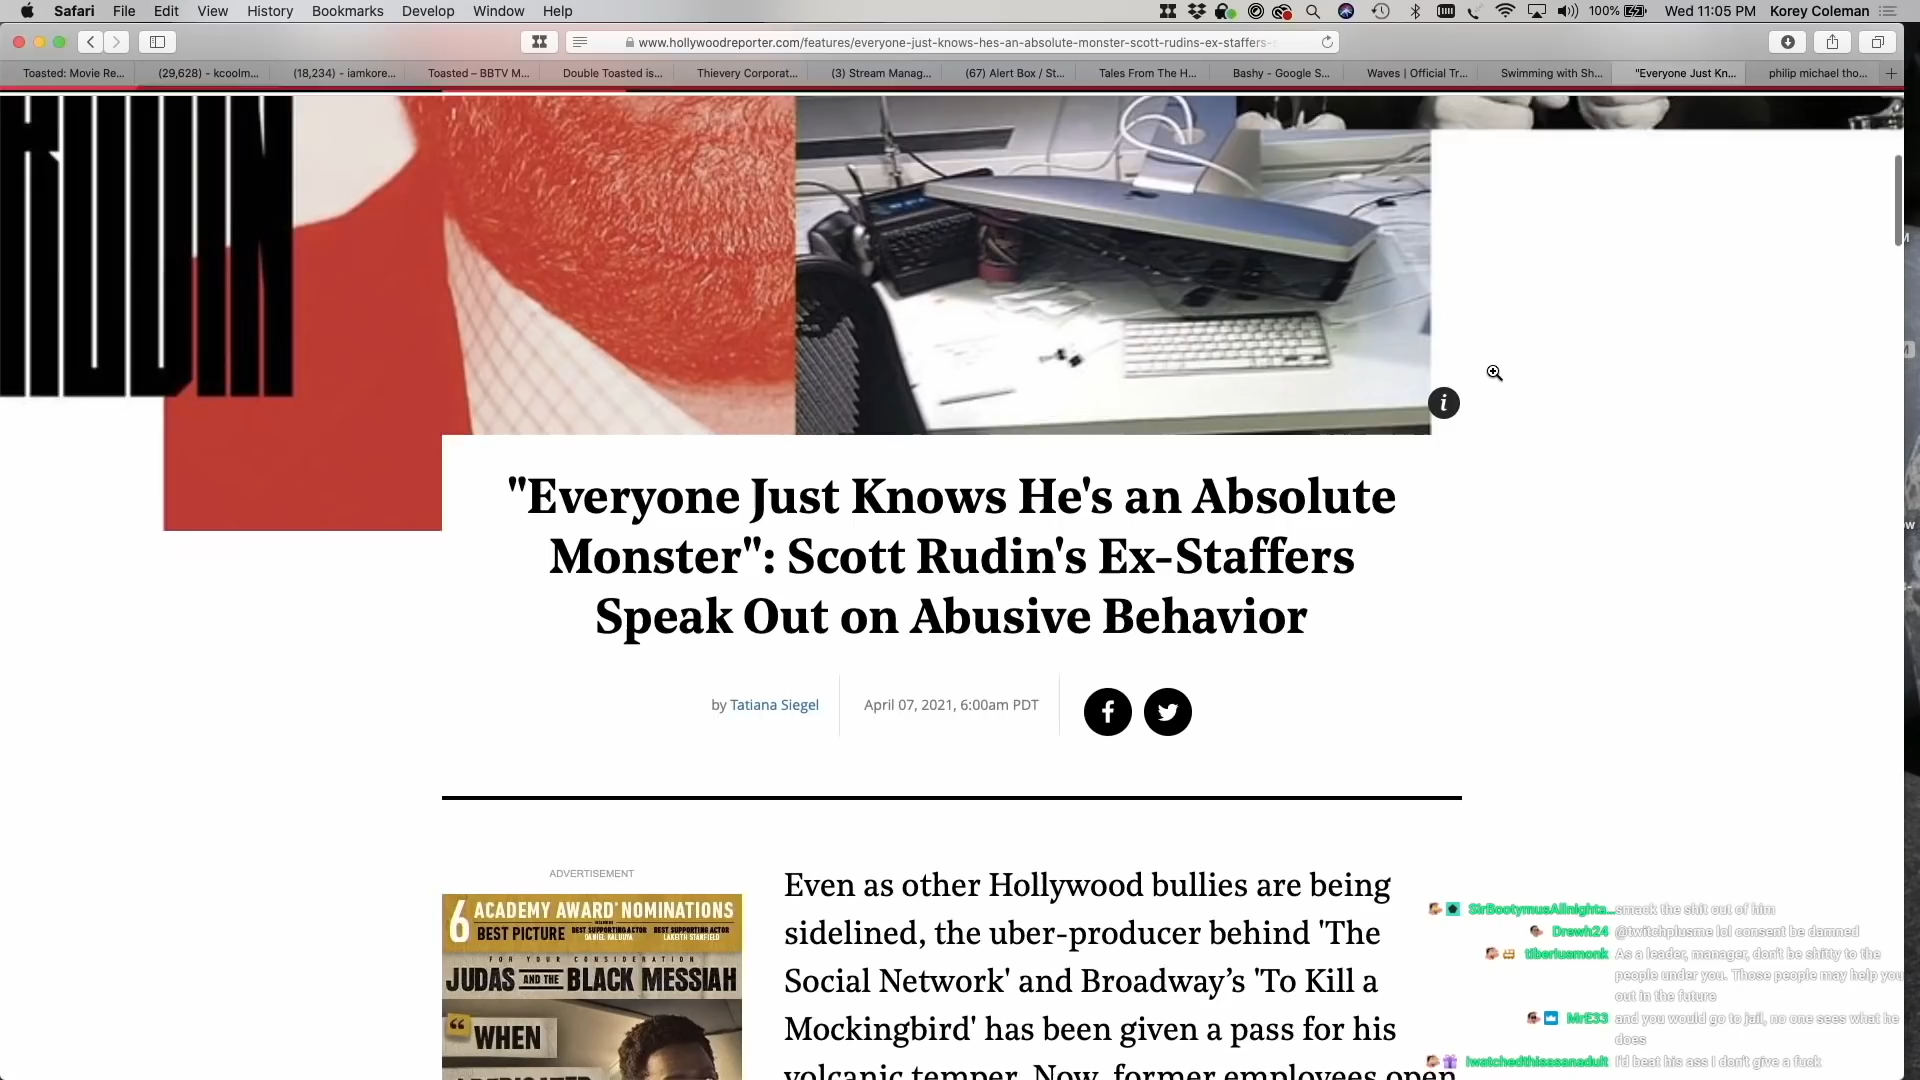 Safari File Edit View History Bookmarks Develop Window Help 100% Wed 11:05 PM Korey Coleman
www.hollywoodreporter.com/features/everyone-just-knows-hes-an-absolute-monster-scott-rudins-ex-staffers-
Toasted: Movie Re... (29,628) - kcoolm... (18,234) - iamkore... Toasted – BBTV M... Double Toasted is... Thievery Corporat... (3) Stream Manag... (67) Alert Box / St... Tales From The H... Bashy - Google S... Waves | Official Tr... Swimming with Sh... "Everyone Just Kn... philip michael tho...
RUDIN
i
"Everyone Just Knows He's an Absolute
Monster": Scott Rudin's Ex-Staffers
Speak Out on Abusive Behavior
by Tatiana Siegel April 07, 2021, 6:00am PDT
ADVERTISEMENT
6 ACADEMY AWARD NOMINATIONS
BEST PICTURE BEST SUPPORTING ACTOR DANIEL KALUUYA BEST SUPPORTING ACTOR LAKEITH STANFIELD
FOR YOUR CONSIDERATION
JUDAS AND THE BLACK MESSIAH
"WHEN
Even as other Hollywood bullies are being
sidelined, the uber-producer behind 'The
Social Network' and Broadway’s 'To Kill a
Mockingbird' has been given a pass for his
volcanic temper. Now, former employees open
SirBootymusAllnighta... smack the shit out of him
Drewh24 @twitchplusme lol consent be damned
tiberiusmonk As a leader, manager, don't be shitty to the
people under you. Those people may help you
out in the future
MrE33 and you would go to jail, no one sees what he
does
Iwatchedthisasanadult I'd beat his ass I don't give a fuck